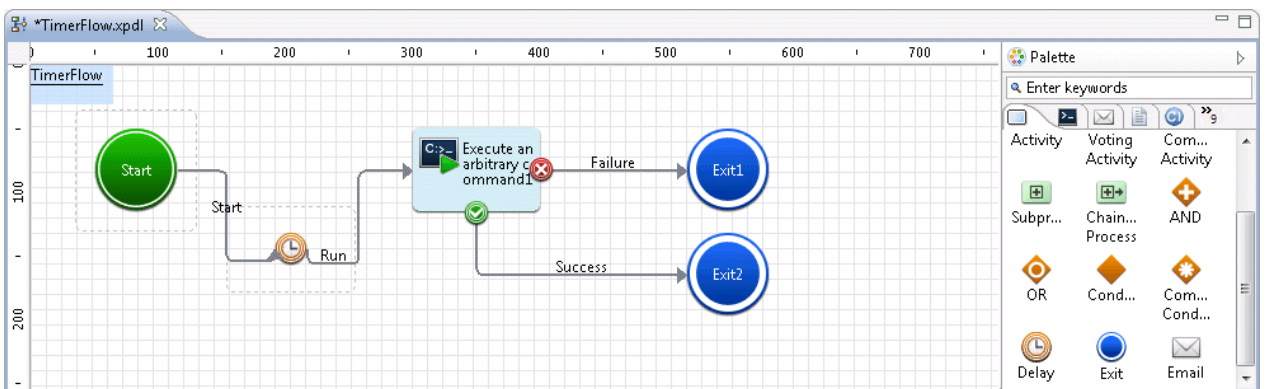 *TimerFlow.xpdl
0 100 200 300 400 500 600 700
Palette
TimerFlow
Enter keywords
C:>_
CI
9
Activity
Voting
Activity
Com...
Activity
Execute an
arbitrary c
ommand1
Failure
Start
Exit1
100
Start
Subpr...
Chain...
Process
AND
Run
Success
Exit2
OR
Cond...
Com...
Cond...
200
Delay
Exit
Email